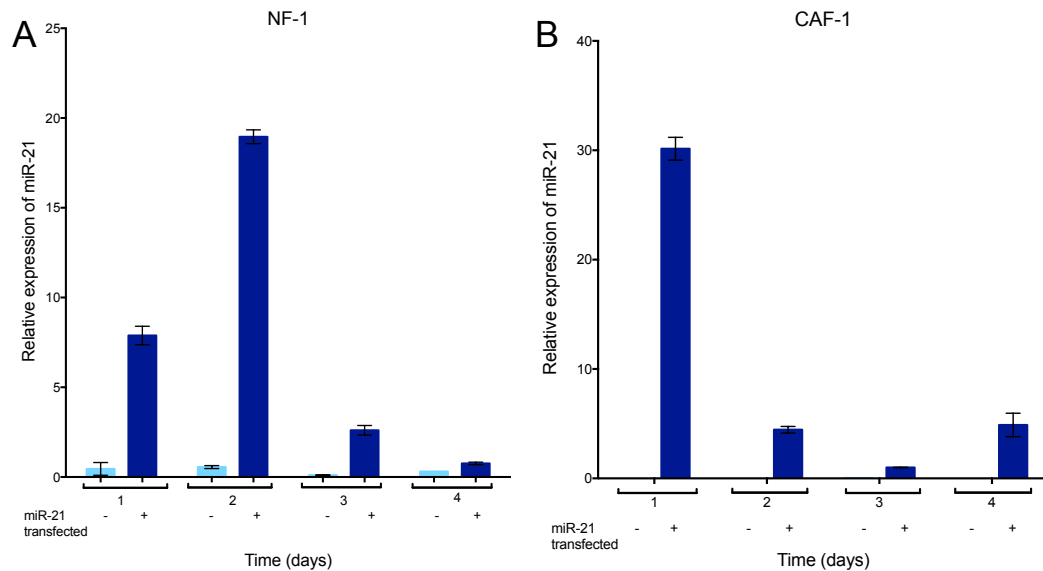 A
NF-1
25
20
15
10
5
0
Relative expression of miR-21
1 2 3 4
miR-21 - + - + - + - +
transfected
Time (days)
B
CAF-1
40
30
20
10
0
Relative expression of miR-21
1 2 3 4
miR-21 - + - + - + - +
transfected
Time (days)